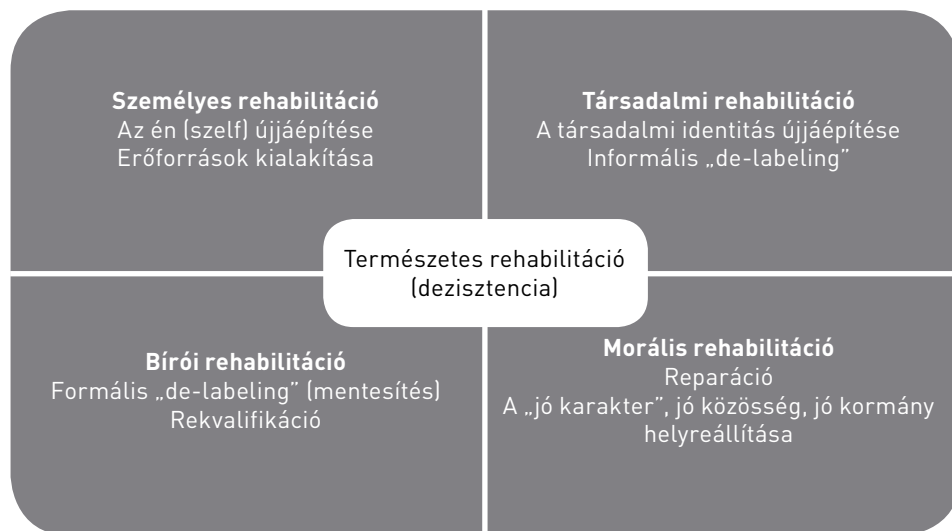 Személyes rehabilitáció
Az én (szelf) újjáépítése
Erőforrások kialakítása
Társadalmi rehabilitáció
A társadalmi identitás újjáépítése
Informális „de-labeling”
Természetes rehabilitáció
(dezisztencia)
Bírói rehabilitáció
Formális „de-labeling” (mentesítés)
Rekvalifikáció
Morális rehabilitáció
Reparáció
A „jó karakter”, jó közösség, jó kormány
helyreállítása